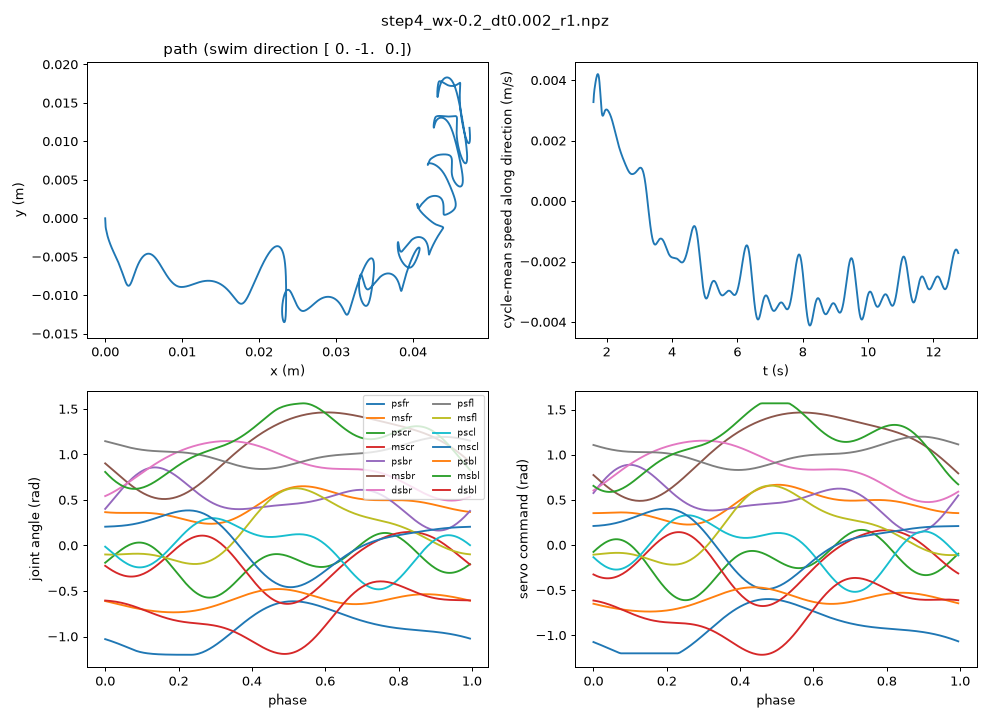 step4_wx-0.2_dt0.002_r1.npz
path (swim direction [ 0. -1.  0.])
0.020
0.015
0.010
0.005
0.000
−0.005
−0.010
−0.015
y (m)
0.00
0.01
0.02
0.03
0.04
x (m)
0.004
0.002
0.000
−0.002
−0.004
cycle-mean speed along direction (m/s)
2
4
6
8
10
12
t (s)
1.5
1.0
0.5
0.0
−0.5
−1.0
joint angle (rad)
psfr
msfr
pscr
mscr
psbr
msbr
dsbr
psfl
msfl
pscl
mscl
psbl
msbl
dsbl
0.0
0.2
0.4
0.6
0.8
1.0
phase
1.5
1.0
0.5
0.0
−0.5
−1.0
servo command (rad)
0.0
0.2
0.4
0.6
0.8
1.0
phase